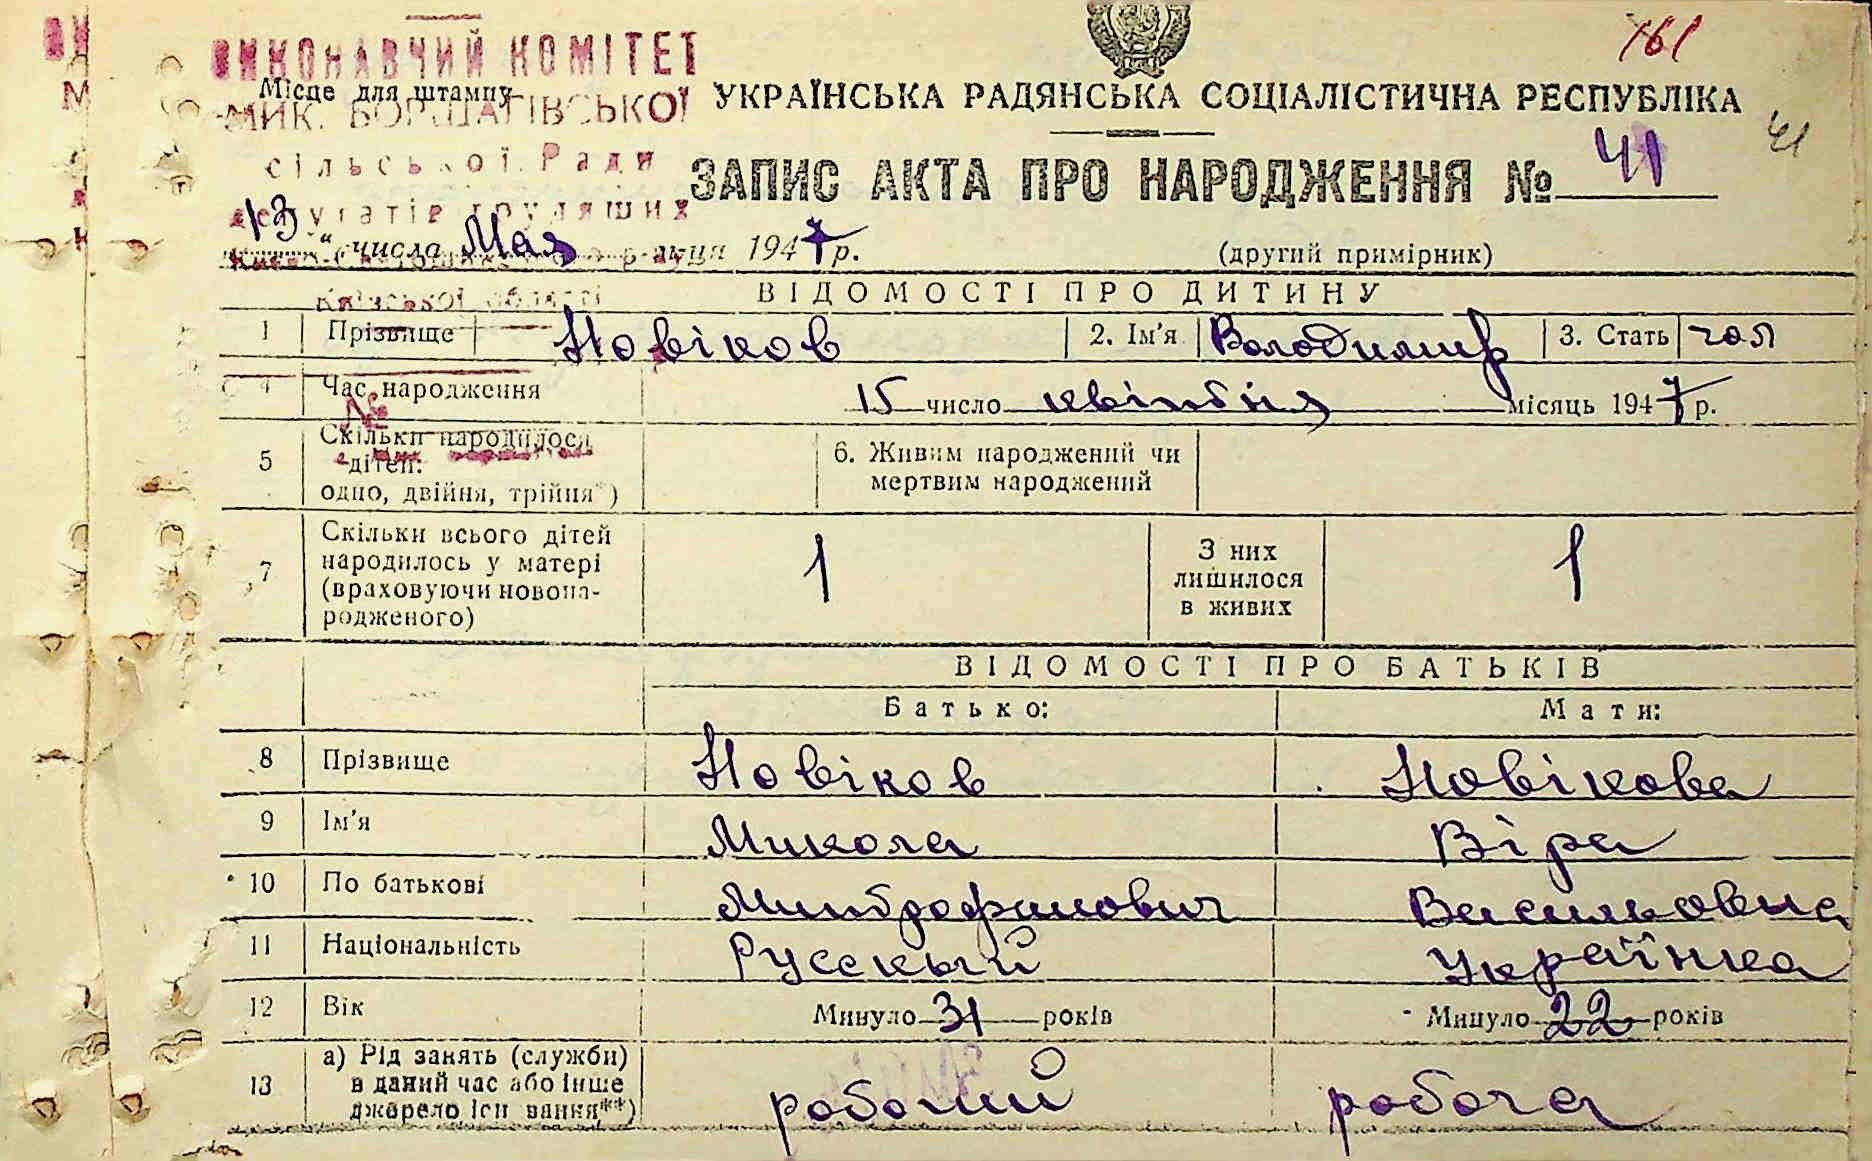 161
ВИКОНАВЧИЙ КОМІТЕТ
Місце для штампу
МИК. БОРЩАГІВСЬКОЇ
УКРАЇНСЬКА РАДЯНСЬКА СОЦІАЛІСТИЧНА РЕСПУБЛІКА
41
сільської Ради
ЗАПИС АКТА ПРО НАРОДЖЕННЯ № 41
депутатів трудящих
13 " числа Мая 1947 р.
(другий примірник)
Київської області
ВІДОМОСТІ ПРО ДИТИНУ
1 Прізвище Новіков 2. Ім'я Володимир 3. Стать чол
4 Час народження 15 число квітня місяць 1947 р.
№
5 Скільки народилося дітей: одно, двійня, трійня*) 6. Живим народжений чи мертвим народжений
7 Скільки всього дітей народилось у матері (враховуючи новона-родженого) 1 З них лишилося в живих 1
ВІДОМОСТІ ПРО БАТЬКІВ
Батько: Мати:
8 Прізвище Новіков Новікова
9 Ім'я Микола Віра
10 По батькові Митрофанович Васильовна
11 Національність Русскый Українка
12 Вік Минуло 31 років Минуло 22 років
13 а) Рід занять (служби) в даний час або інше джерело існування**) робочий робоча